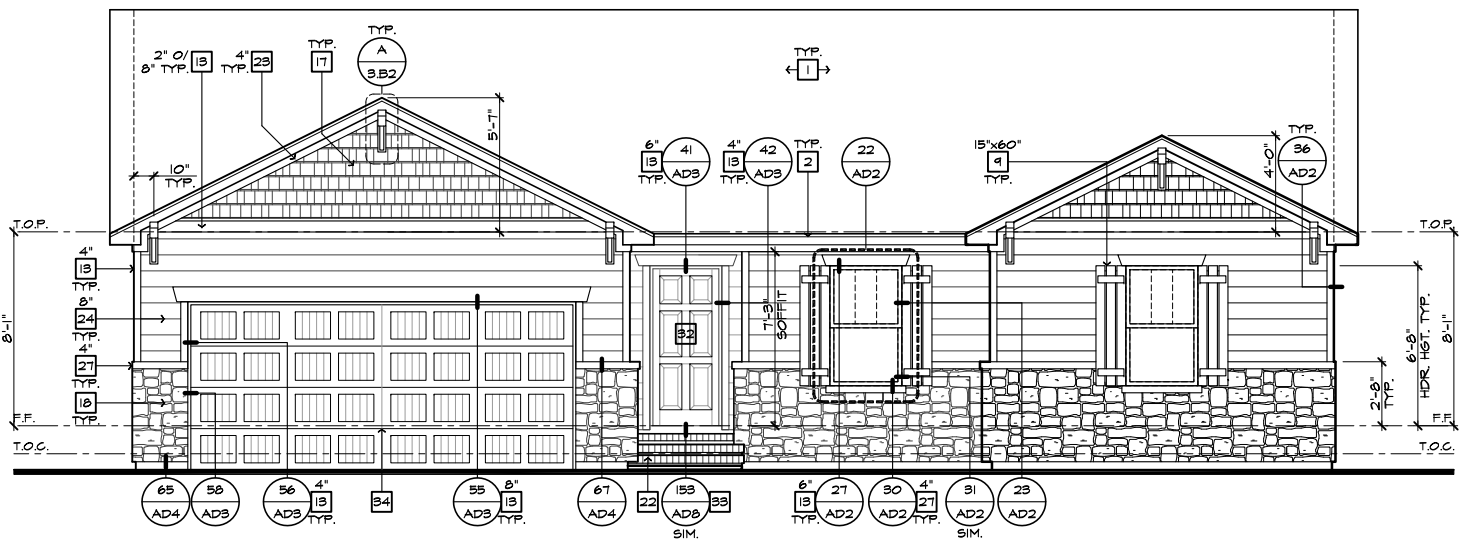 TYP.
A
3.B2
2" O/
8" TYP.
13
4"
TYP.
23
TYP.
17
TYP.
1
5'-7"
10"
TYP.
6"
13
TYP.
41
AD3
4"
13
TYP.
42
AD3
TYP.
2
22
AD2
15"x60"
9
TYP.
4'-0"
TYP.
36
AD2
T.O.P.
T.O.P.
4"
13
TYP.
8"
24
TYP.
4"
27
TYP.
18
TYP.
8'-1"
32
7'-3"
SOFFIT
6'-8"
HDR. HGT. TYP.
8'-1"
2'-8"
TYP.
F.F.
F.F.
T.O.C.
T.O.C.
65
AD4
58
AD3
56
AD3
4"
13
TYP.
34
55
AD3
8"
13
TYP.
67
AD4
22
153
AD8
SIM.
33
6"
13
TYP.
27
AD2
30
AD2
4"
27
TYP.
31
AD2
SIM.
23
AD2